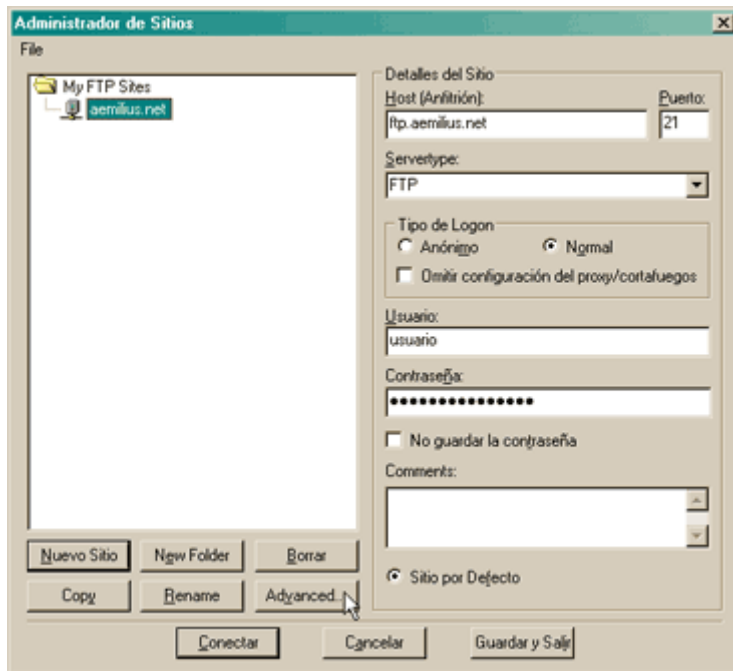 Administrador de Sitios
File
My FTP Sites
aemilius.net
Detalles del Sitio
Host (Anfitrión): Puerto:
ftp.aemilius.net 21
Servertype:
FTP
Tipo de Logon
Anónimo Normal
Omitir configuración del proxy/cortafuegos
Usuario:
usuario
Contraseña:
•••••••••••••••
No guardar la contraseña
Comments:
Sitio por Defecto
Nuevo Sitio New Folder Borrar
Copy Rename Advanced...
Conectar Cancelar Guardar y Salir